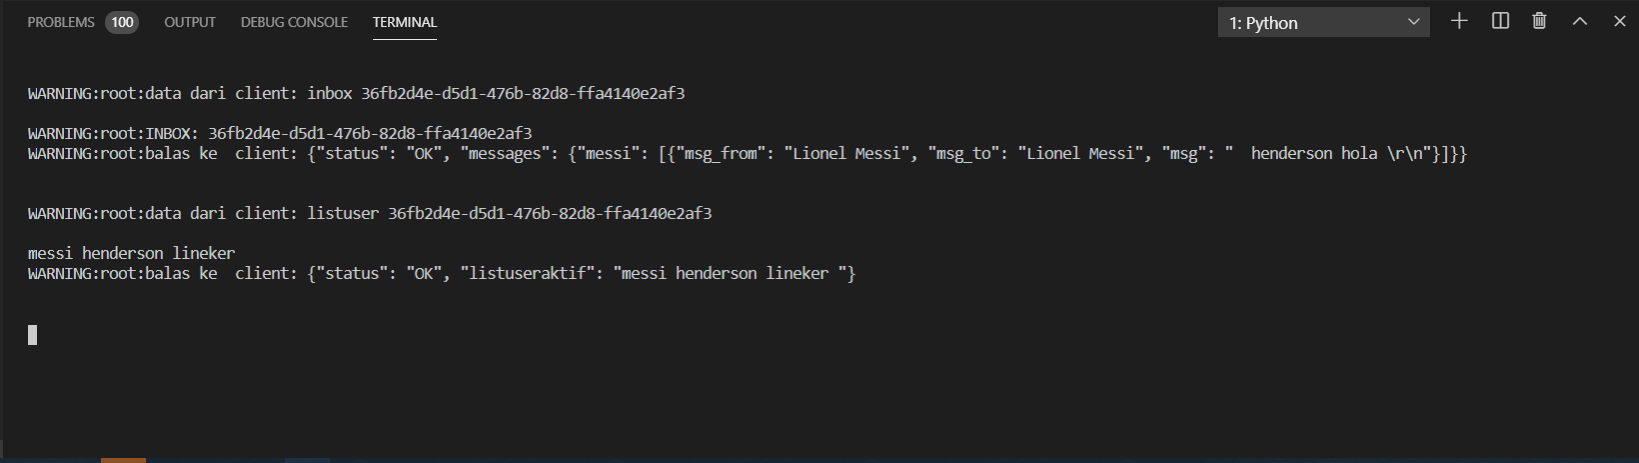 PROBLEMS 100 OUTPUT DEBUG CONSOLE TERMINAL 1: Python
WARNING:root:data dari client: inbox 36fb2d4e-d5d1-476b-82d8-ffa4140e2af3
WARNING:root:INBOX: 36fb2d4e-d5d1-476b-82d8-ffa4140e2af3
WARNING:root:balas ke  client: {"status": "OK", "messages": {"messi": [{"msg_from": "Lionel Messi", "msg_to": "Lionel Messi", "msg": "  henderson hola \r\n"}]}}
WARNING:root:data dari client: listuser 36fb2d4e-d5d1-476b-82d8-ffa4140e2af3
messi henderson lineker
WARNING:root:balas ke  client: {"status": "OK", "listuseraktif": "messi henderson lineker "}